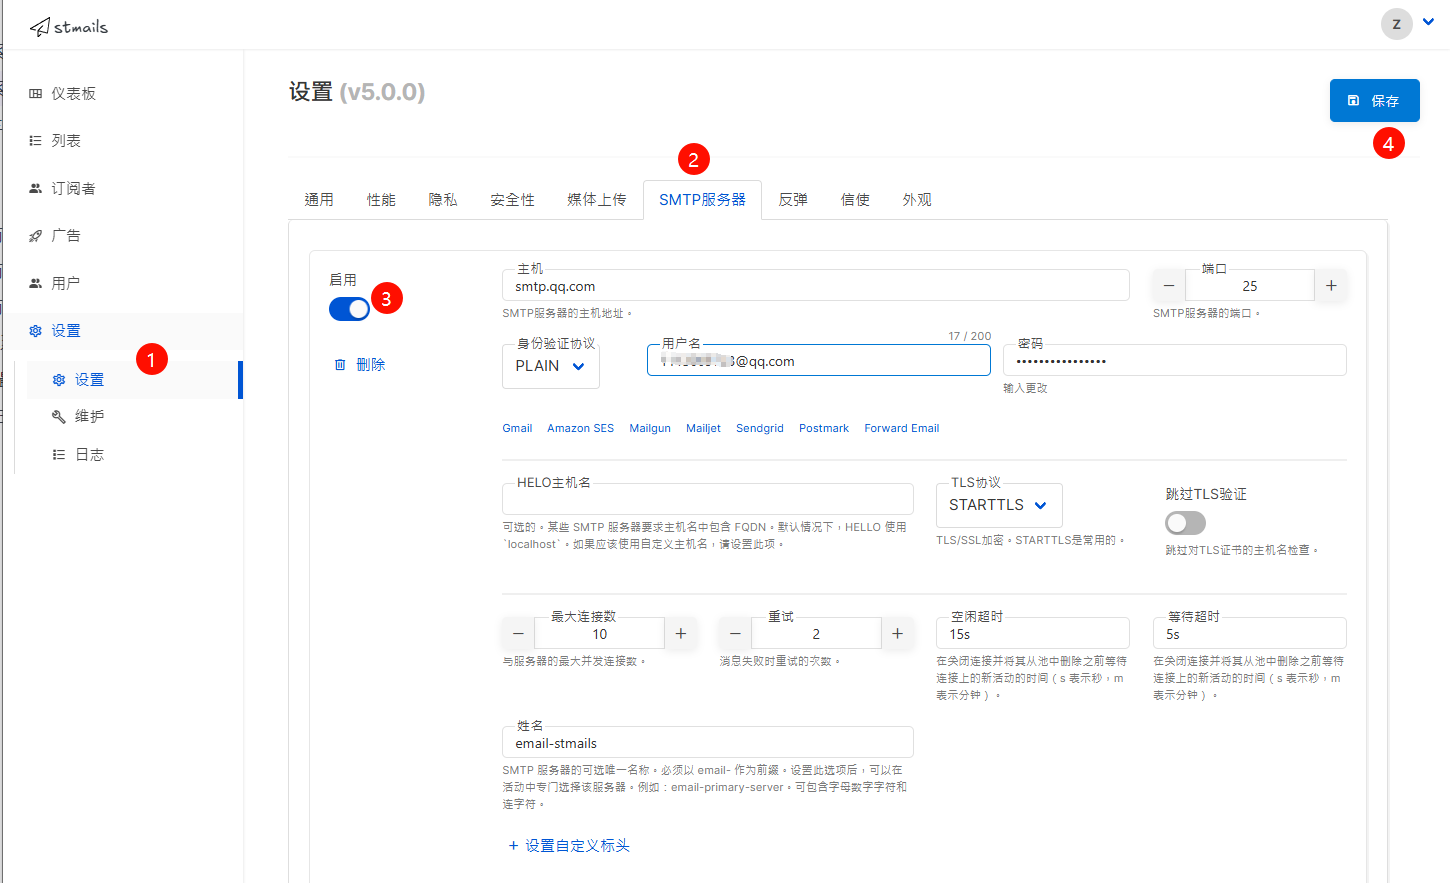 stmails
Z
仪表板
列表
订阅者
广告
用户
设置
1
设置
维护
日志
设置 (v5.0.0)
保存
4
2
通用
性能
隐私
安全性
媒体上传
SMTP服务器
反弹
信使
外观
启用
3
删除
主机
smtp.qq.com
SMTP服务器的主机地址。
端口
− 25 +
SMTP服务器的端口。
身份验证协议
PLAIN
17 / 200
用户名
@qq.com
密码
••••••••••••••••
输入更改
Gmail Amazon SES Mailgun Mailjet Sendgrid Postmark Forward Email
HELO主机名
可选的。某些 SMTP 服务器要求主机名中包含 FQDN。默认情况下，HELLO 使用
`localhost`。如果应该使用自定义主机名，请设置此项。
TLS协议
STARTTLS
TLS/SSL加密。STARTTLS是常用的。
跳过TLS验证
跳过对TLS证书的主机名检查。
最大连接数
− 10 +
与服务器的最大并发连接数。
重试
− 2 +
消息失败时重试的次数。
空闲超时
15s
在关闭连接并将其从池中删除之前等待
连接上的新活动的时间（s 表示秒，m
表示分钟）。
等待超时
5s
在关闭连接并将其从池中删除之前等待
连接上的新活动的时间（s 表示秒，m
表示分钟）。
姓名
email-stmails
SMTP 服务器的可选唯一名称。必须以 email- 作为前缀。设置此选项后，可以在
活动中专门选择该服务器。例如：email-primary-server。可包含字母数字字符和
连字符。
+ 设置自定义标头